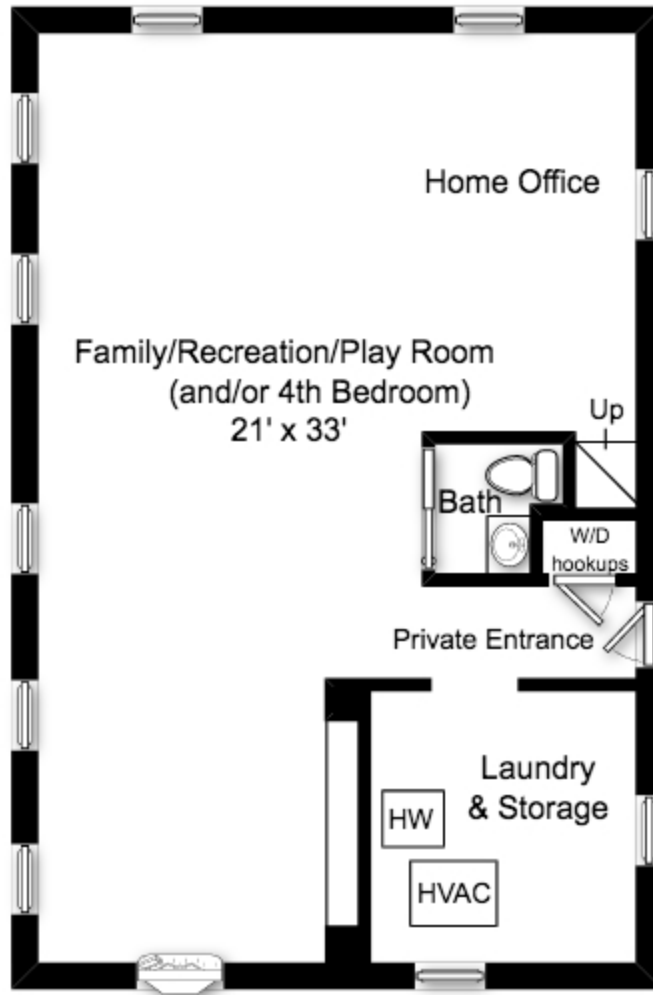 Home Office
Family/Recreation/Play Room
(and/or 4th Bedroom)
21' x 33'
Up
Bath
W/D
hookups
Private Entrance
Laundry
& Storage
HW
HVAC